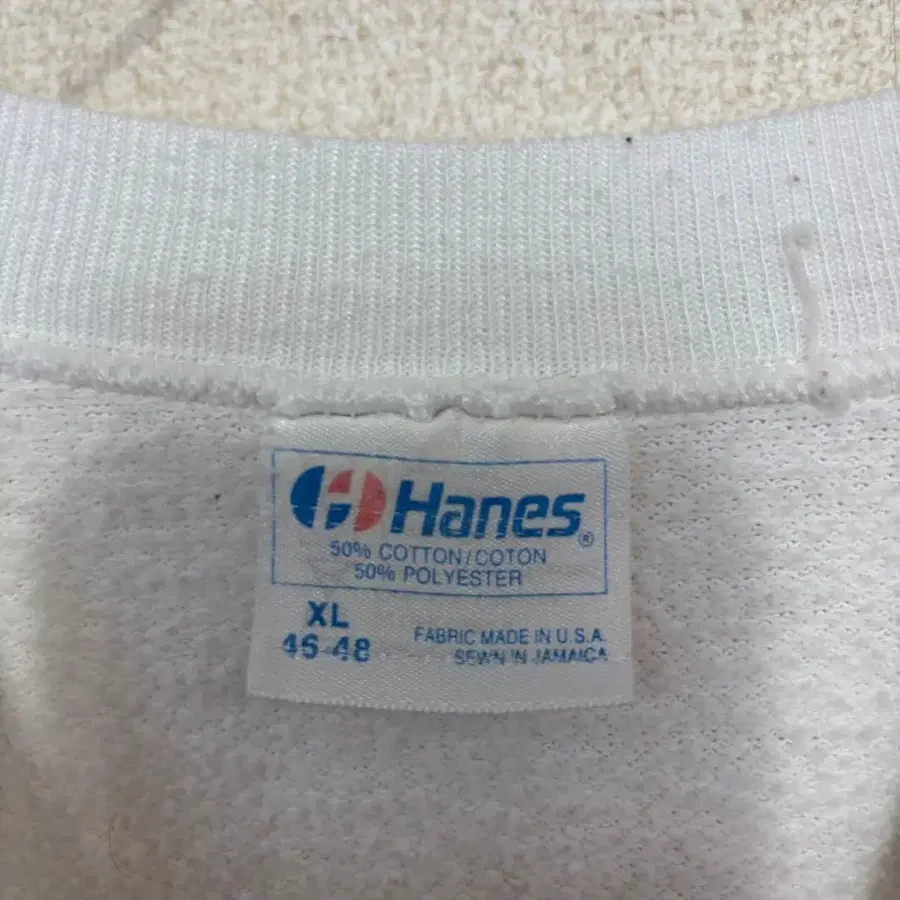 Hanes®
50% COTTON/COTON
50% POLYESTER
XL
46-48
FABRIC MADE IN U.S.A.
SEWN IN JAMAICA